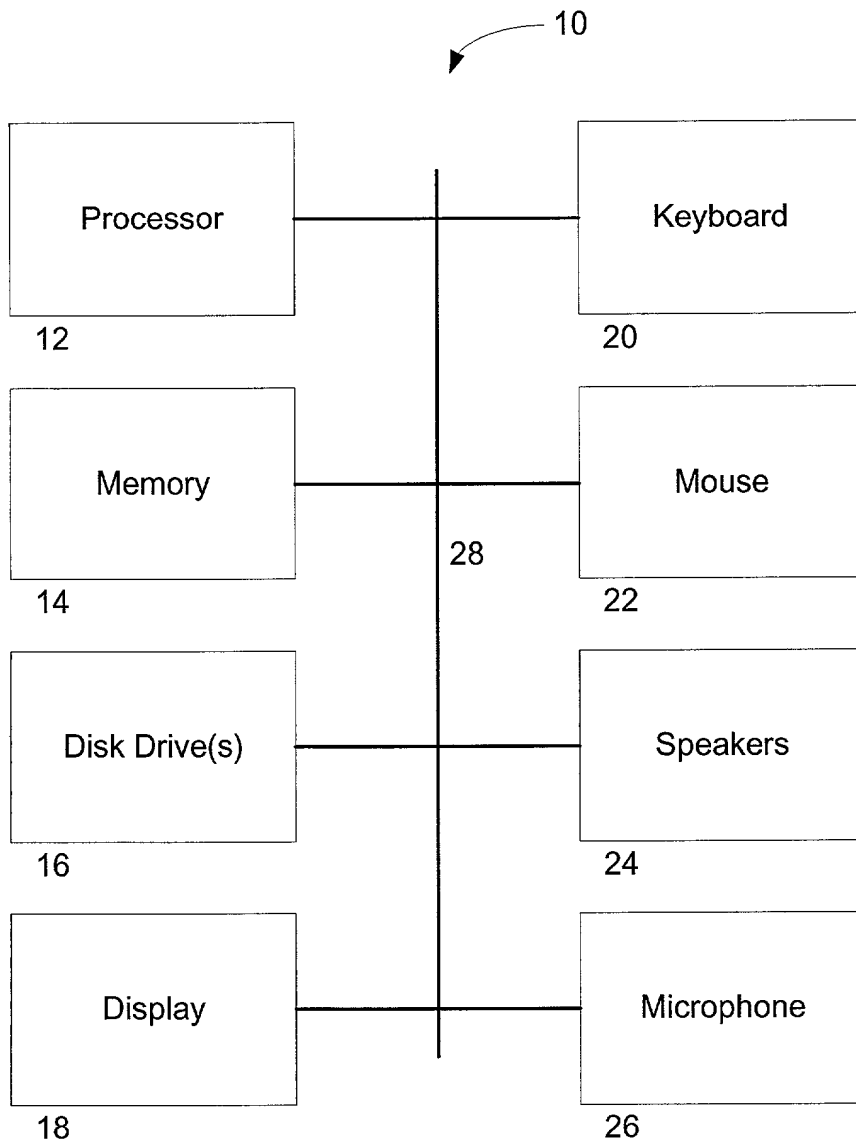 10
Processor
Keyboard
12
20
Memory
Mouse
28
14
22
Disk Drive(s)
Speakers
16
24
Display
Microphone
18
26